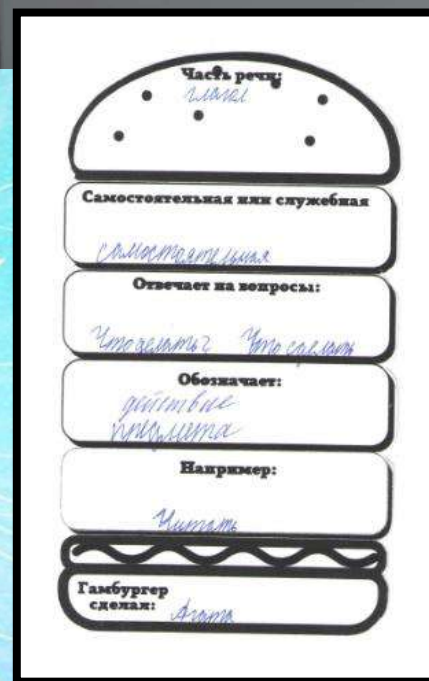 Часть речи:
глагол
Самостоятельная или служебная
самостоятельная
Отвечает на вопросы:
Что делать? Что сделать
Обозначает:
действие
предмета
Например:
Читать
Гамбургер
сделал: Агата